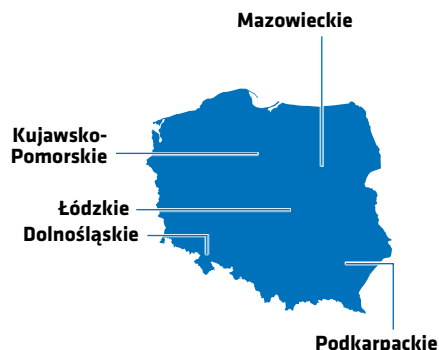 Mazowieckie
Kujawsko-
Pomorskie
Łódzkie
Dolnośląskie
Podkarpackie